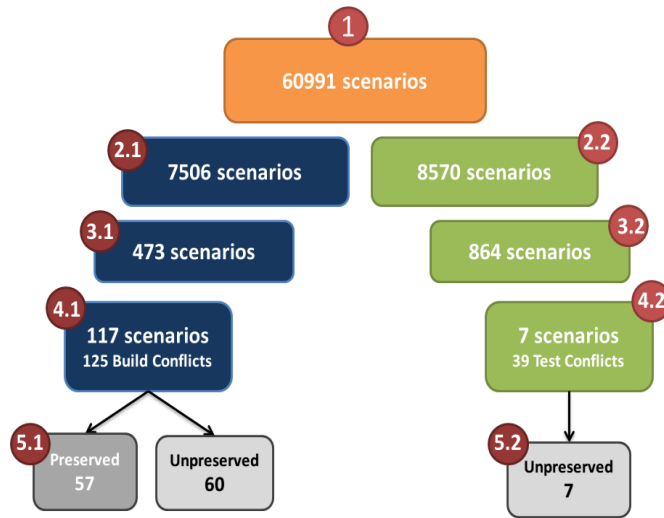 1
60991 scenarios
2.1
7506 scenarios
2.2
8570 scenarios
3.1
473 scenarios
3.2
864 scenarios
4.1
117 scenarios
125 Build Conflicts
4.2
7 scenarios
39 Test Conflicts
5.1
Preserved
57
Unpreserved
60
5.2
Unpreserved
7